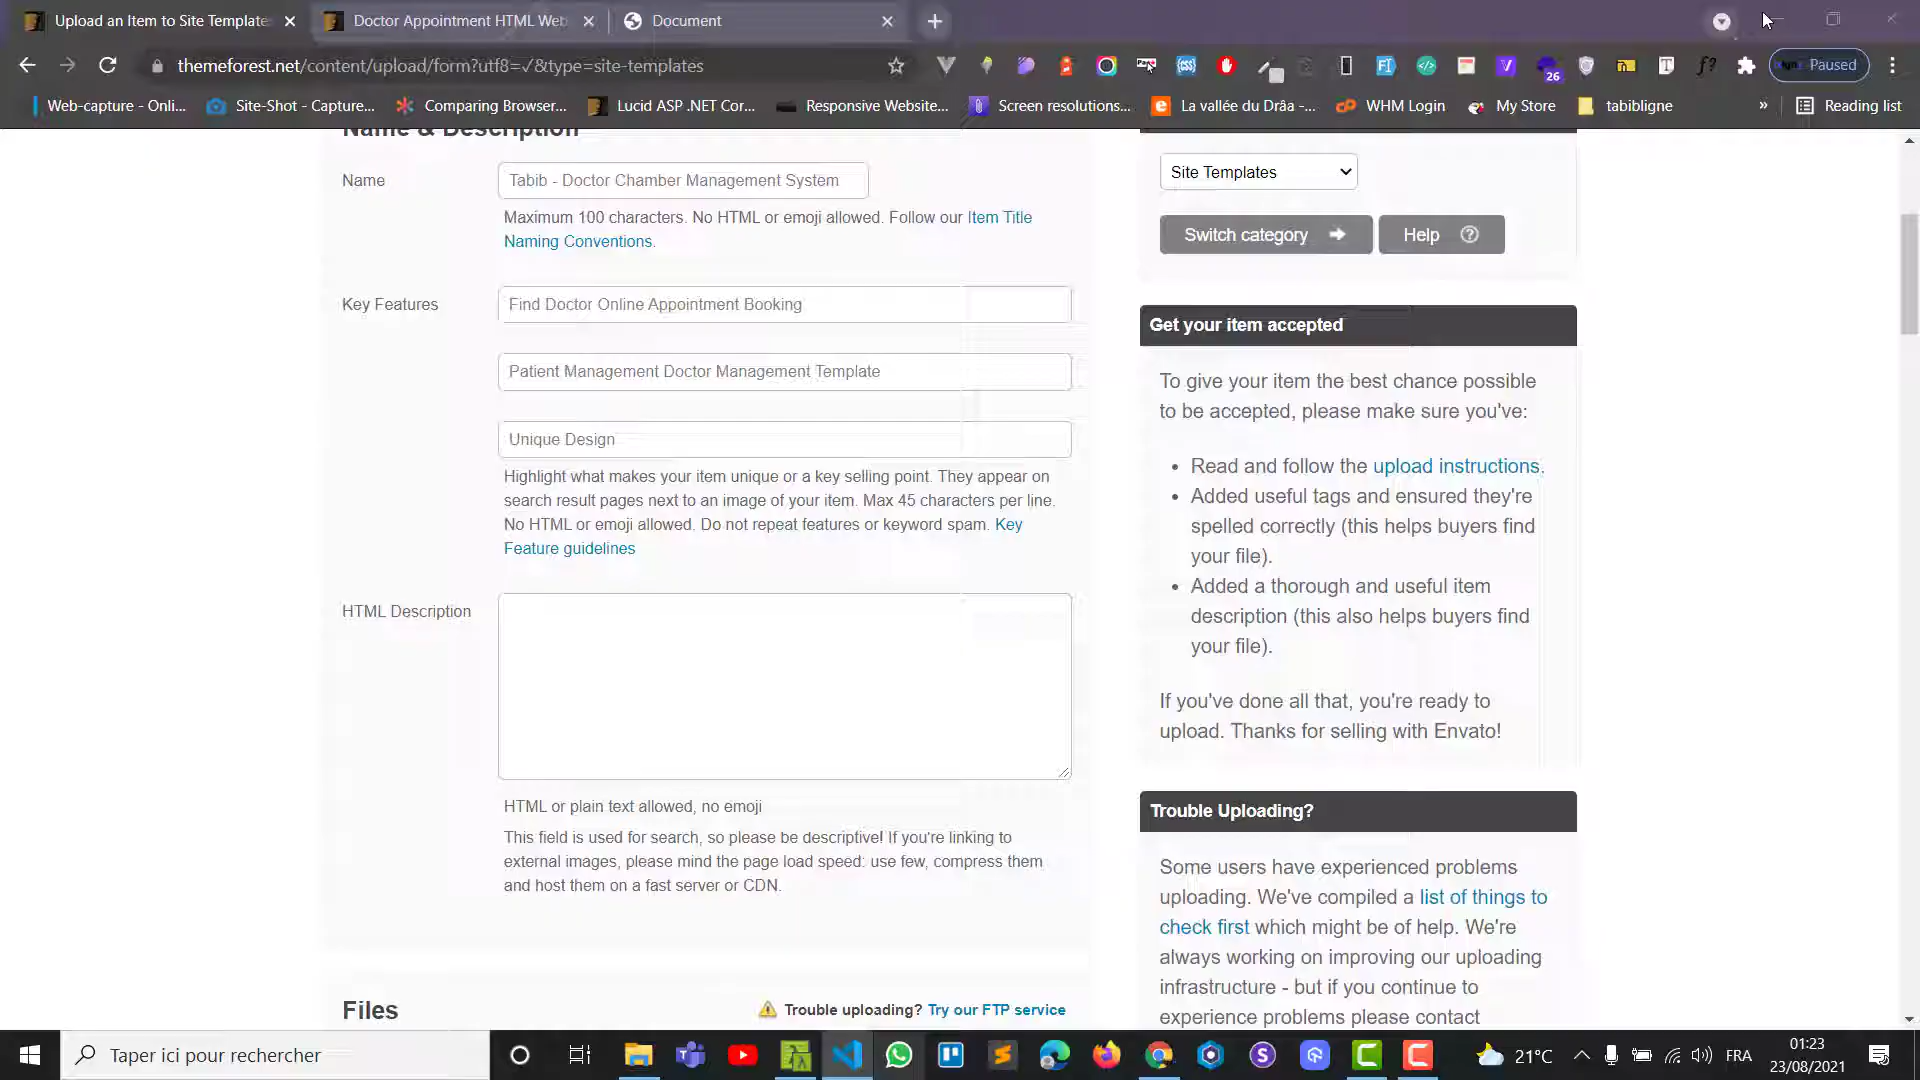 Upload an Item to Site Templates
Doctor Appointment HTML Web
Document
themeforest.net/content/upload/form?utf8=✓&type=site-templates
26
Paused
Web-capture - Onli...
Site-Shot - Capture...
Comparing Browser...
Lucid ASP .NET Cor...
Responsive Website...
Screen resolutions...
La vallée du Drâa -...
WHM Login
My Store
tabibligne
»
Reading list
Name & Description
Name
Tabib - Doctor Chamber Management System
Maximum 100 characters. No HTML or emoji allowed. Follow our Item Title
Naming Conventions.
Key Features
Find Doctor Online Appointment Booking
Patient Management Doctor Management Template
Unique Design
Highlight what makes your item unique or a key selling point. They appear on
search result pages next to an image of your item. Max 45 characters per line.
No HTML or emoji allowed. Do not repeat features or keyword spam. Key
Feature guidelines
HTML Description
HTML or plain text allowed, no emoji
This field is used for search, so please be descriptive! If you're linking to
external images, please mind the page load speed: use few, compress them
and host them on a fast server or CDN.
Files
Trouble uploading? Try our FTP service
Site Templates
Switch category
Help
Get your item accepted
To give your item the best chance possible
to be accepted, please make sure you've:
• Read and follow the upload instructions.
• Added useful tags and ensured they're
spelled correctly (this helps buyers find
your file).
• Added a thorough and useful item
description (this also helps buyers find
your file).
If you've done all that, you're ready to
upload. Thanks for selling with Envato!
Trouble Uploading?
Some users have experienced problems
uploading. We've compiled a list of things to
check first which might be of help. We're
always working on improving our uploading
infrastructure - but if you continue to
experience problems please contact
Taper ici pour rechercher
21°C
FRA
01:23
23/08/2021